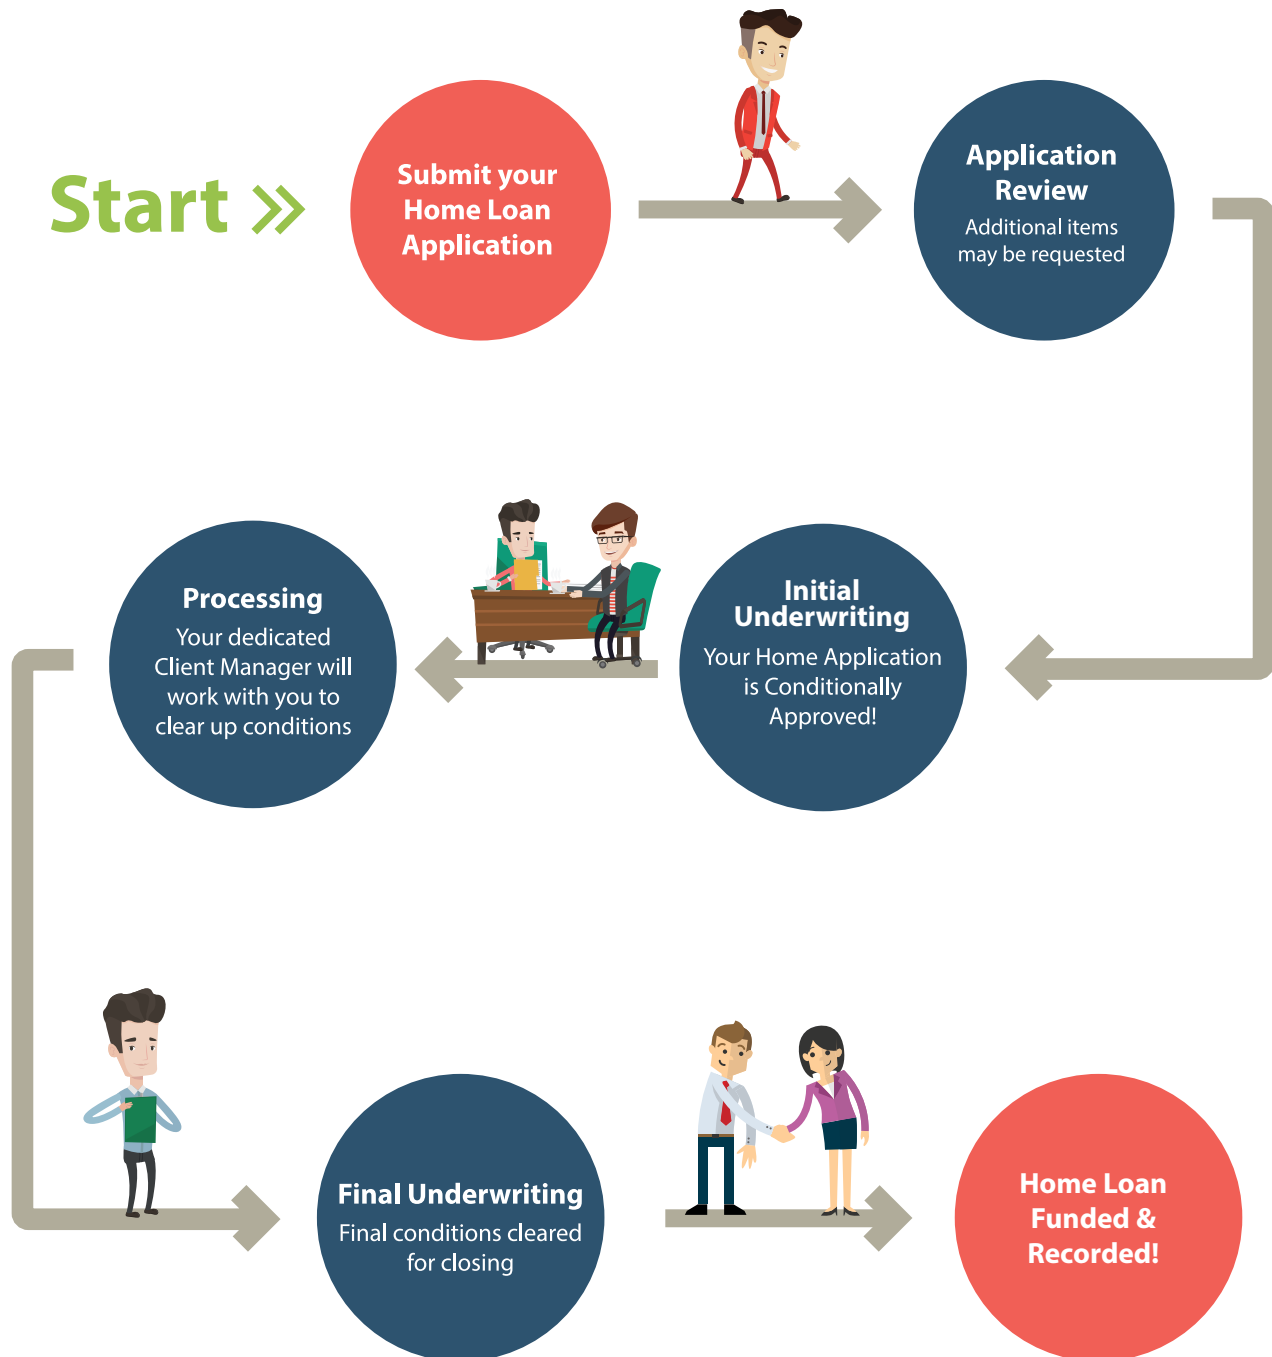 Start
Submit your
Home Loan
Application
Application
Review
Additional items
may be requested
Initial
Underwriting
Your Home Application
is Conditionally
Approved!
Processing
Your dedicated
Client Manager will
work with you to
clear up conditions
Final Underwriting
Final conditions cleared
for closing
Home Loan
Funded &
Recorded!